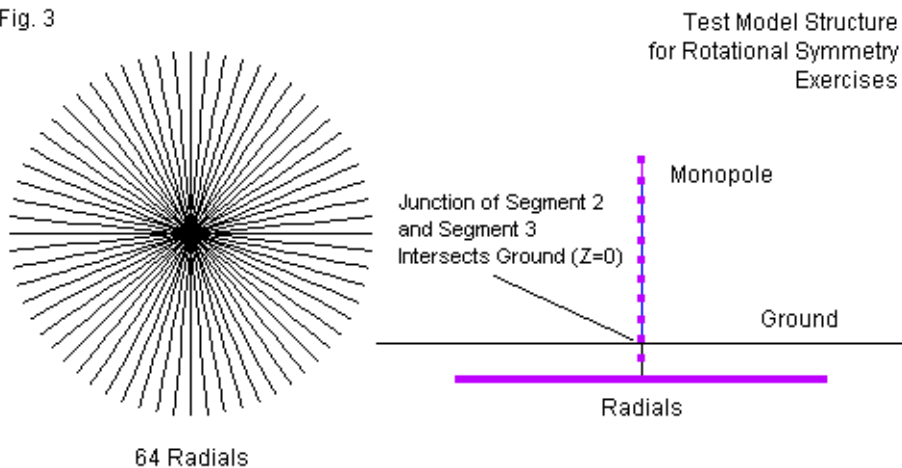 Fig. 3
Test Model Structure
for Rotational Symmetry
Exercises
Monopole
Junction of Segment 2
and Segment 3
Intersects Ground (Z=0)
Ground
Radials
64 Radials